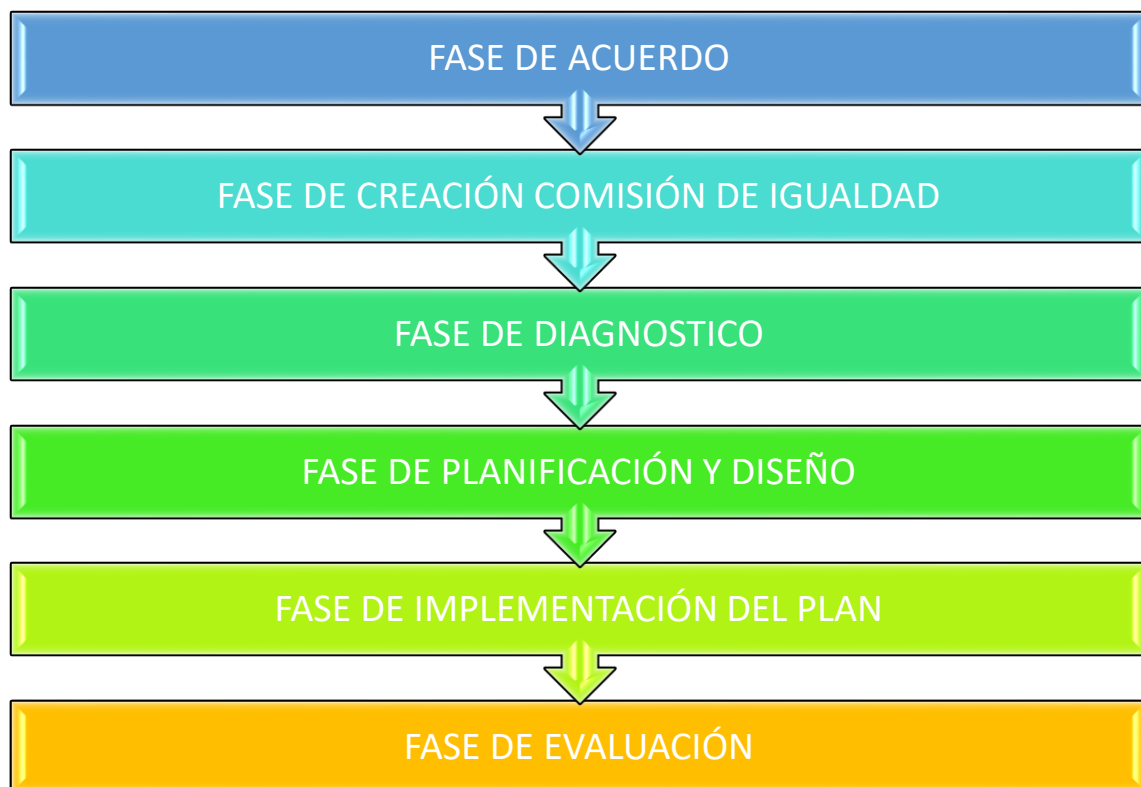 FASE DE ACUERDO
FASE DE CREACIÓN COMISIÓN DE IGUALDAD
FASE DE DIAGNOSTICO
FASE DE PLANIFICACIÓN Y DISEÑO
FASE DE IMPLEMENTACIÓN DEL PLAN
FASE DE EVALUACIÓN